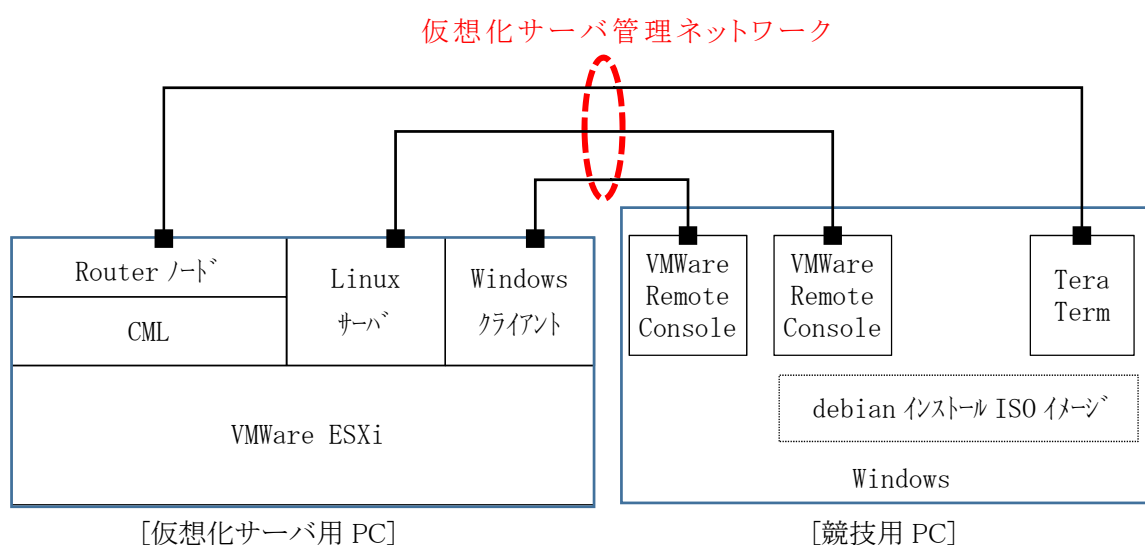 仮想化サーバ管理ネットワーク
Router ノード
CML
Linux
サーバ
Windows
クライアント
VMWare ESXi
[仮想化サーバ用 PC]
VMWare
Remote
Console
VMWare
Remote
Console
Tera
Term
debian インストール ISO イメージ
Windows
[競技用 PC]